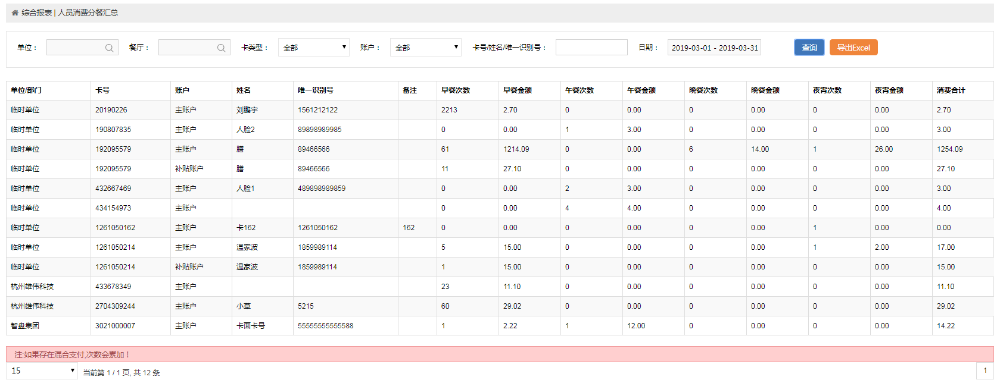 综合报表 | 人员消费分餐汇总
单位： 餐厅： 卡类型： 全部 账户： 全部 卡号/姓名/唯一识别号： 日期： 2019-03-01 - 2019-03-31 查询 导出Excel
单位/部门 卡号 账户 姓名 唯一识别号 备注 早餐次数 早餐金额 午餐次数 午餐金额 晚餐次数 晚餐金额 夜宵次数 夜宵金额 消费合计
临时单位 20190226 主账户 刘鹏宇 1561212122 2213 2.70 0 0.00 0 0.00 0 0.00 2.70
临时单位 190807835 主账户 人脸2 89898989985 0 0.00 1 3.00 0 0.00 0 0.00 3.00
临时单位 192095579 主账户 膳 89466566 61 1214.09 0 0.00 6 14.00 1 26.00 1254.09
临时单位 192095579 补贴账户 膳 89466566 11 27.10 0 0.00 0 0.00 0 0.00 27.10
临时单位 432667469 主账户 人脸1 489898989859 0 0.00 2 3.00 0 0.00 0 0.00 3.00
临时单位 434154973 主账户 0 0.00 4 4.00 0 0.00 0 0.00 4.00
临时单位 1261050162 主账户 卡162 1261050162 162 0 0.00 0 0.00 0 0.00 1 0.00 0.00
临时单位 1261050214 主账户 温家波 1859989114 5 15.00 0 0.00 0 0.00 1 2.00 17.00
临时单位 1261050214 补贴账户 温家波 1859989114 1 15.00 0 0.00 0 0.00 0 0.00 15.00
杭州雄伟科技 433678349 主账户 23 11.10 0 0.00 0 0.00 0 0.00 11.10
杭州雄伟科技 2704309244 主账户 小草 5215 60 29.02 0 0.00 0 0.00 0 0.00 29.02
智盘集团 3021000007 主账户 卡面卡号 55555555555588 1 2.22 1 12.00 0 0.00 0 0.00 14.22
注:如果存在混合支付,次数会累加！
15 当前第 1 / 1 页, 共 12 条 1